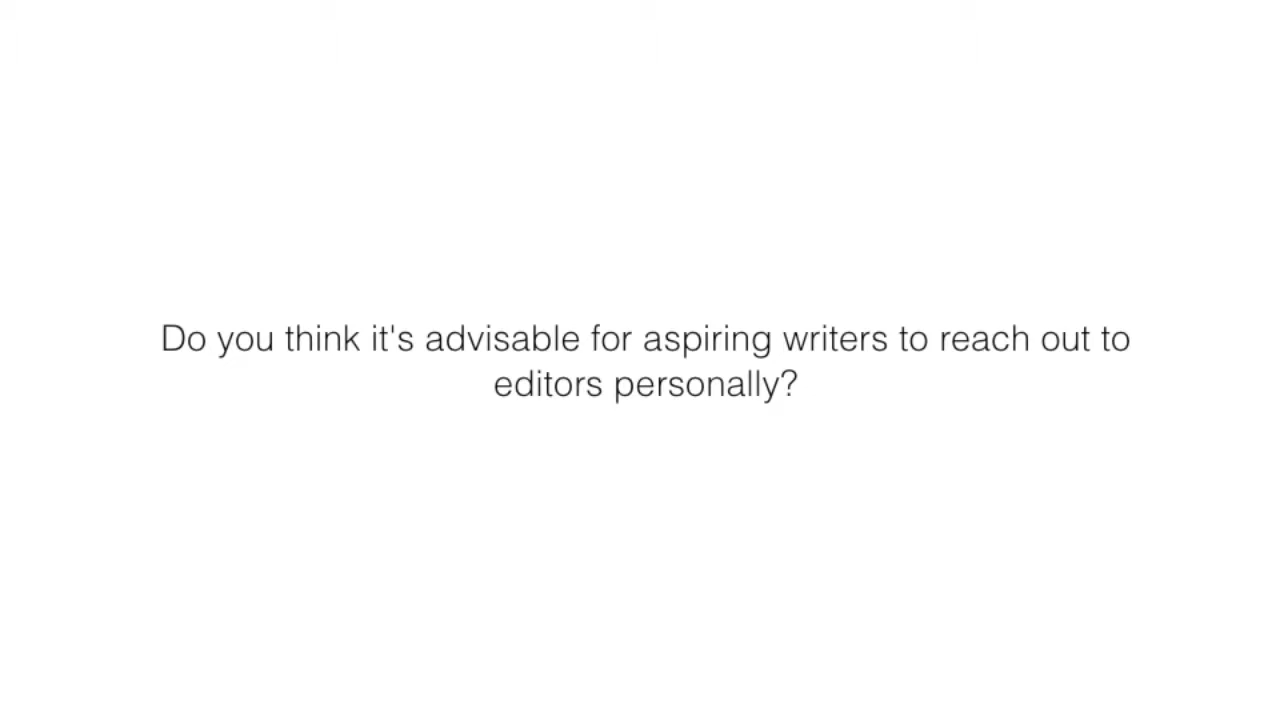 Do you think it's advisable for aspiring writers to reach out to
editors personally?